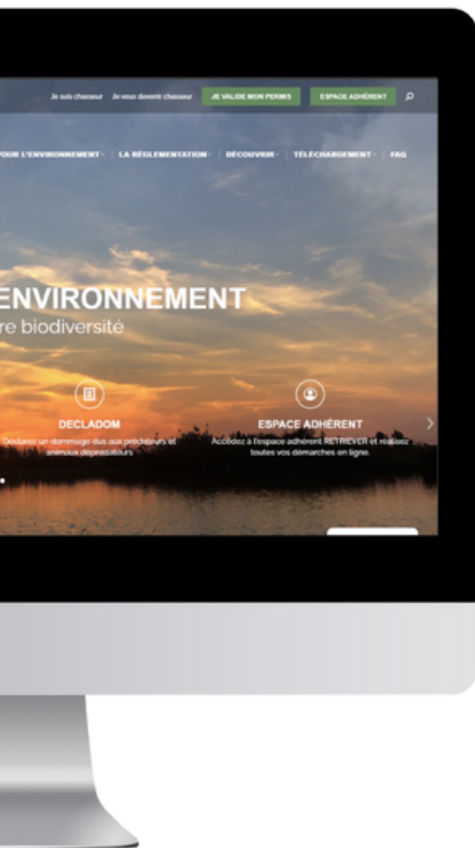 Je suis chasseur Je veux devenir chasseur JE VALIDE MON PERMIS ESPACE ADHÉRENT
POUR L'ENVIRONNEMENT LA RÉGLEMENTATION DÉCOUVRIR TÉLÉCHARGEMENT FAQ
ENVIRONNEMENT
re biodiversité
DECLADOM
Déclarez un dommage dus aux prédateurs et
animaux déprédateurs
ESPACE ADHÉRENT
Accédez à l'espace adhérent RETRIEVER et réalisez
toutes vos démarches en ligne.